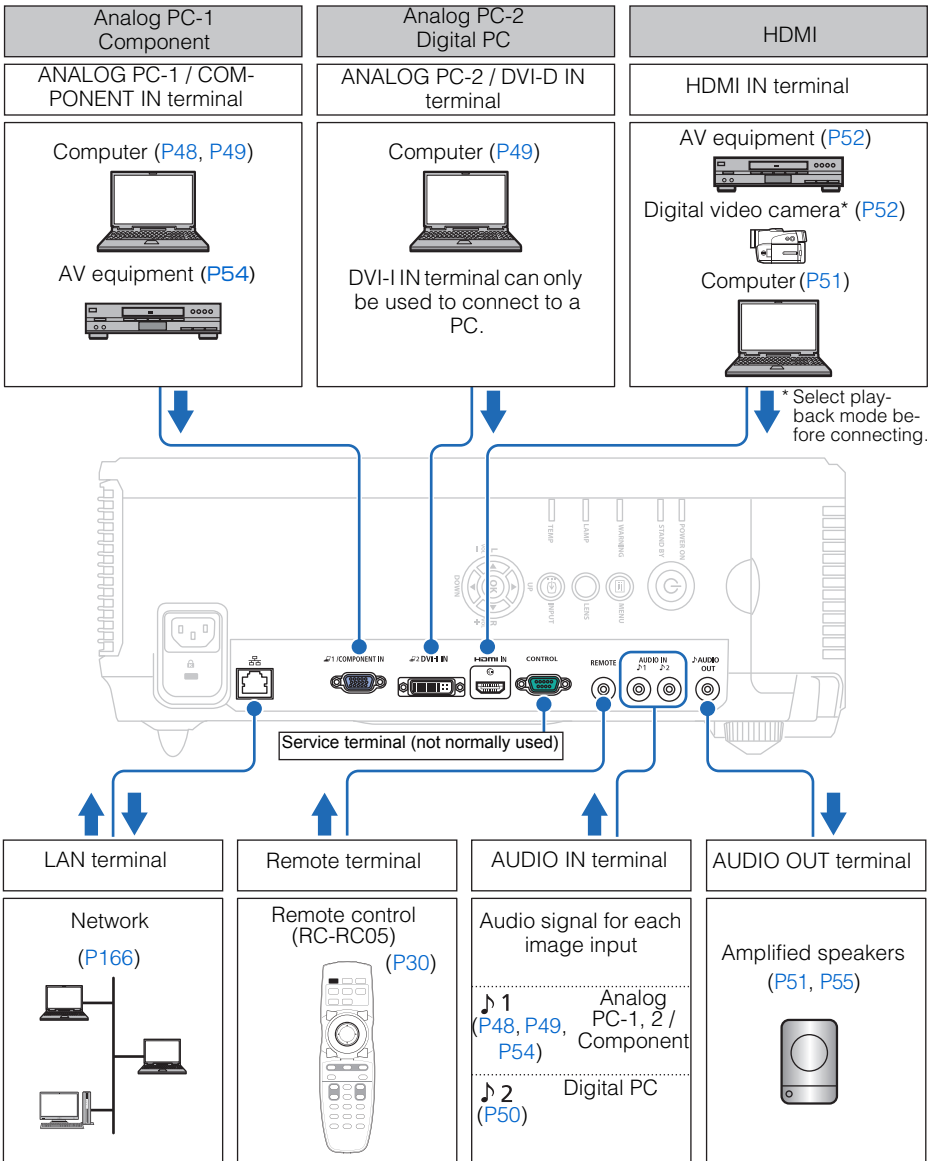 Analog PC-1
Component
Analog PC-2
Digital PC
HDMI
ANALOG PC-1 / COM-
PONENT IN terminal
ANALOG PC-2 / DVI-D IN
terminal
HDMI IN terminal
Computer (P48, P49)
AV equipment (P54)
Computer (P49)
DVI-I IN terminal can only
be used to connect to a
PC.
AV equipment (P52)
Digital video camera* (P52)
Computer (P51)
* Select play-
back mode be-
fore connecting.
TEMP
LAMP
WARNING
STAND BY
POWER ON
VOL
L
DOWN
OK
UP
R
VOL
INPUT
LENS
MENU
1 /COMPONENT IN
2 DVI-I IN
HDMI IN
CONTROL
REMOTE
AUDIO IN
♪1 ♪2
♪AUDIO
OUT
Service terminal (not normally used)
LAN terminal
Remote terminal
AUDIO IN terminal
AUDIO OUT terminal
Network
(P166)
Remote control
(RC-RC05)
(P30)
Audio signal for each
image input
♪1
(P48, P49,
P54)
Analog
PC-1, 2 /
Component
♪2
(P50)
Digital PC
Amplified speakers
(P51, P55)